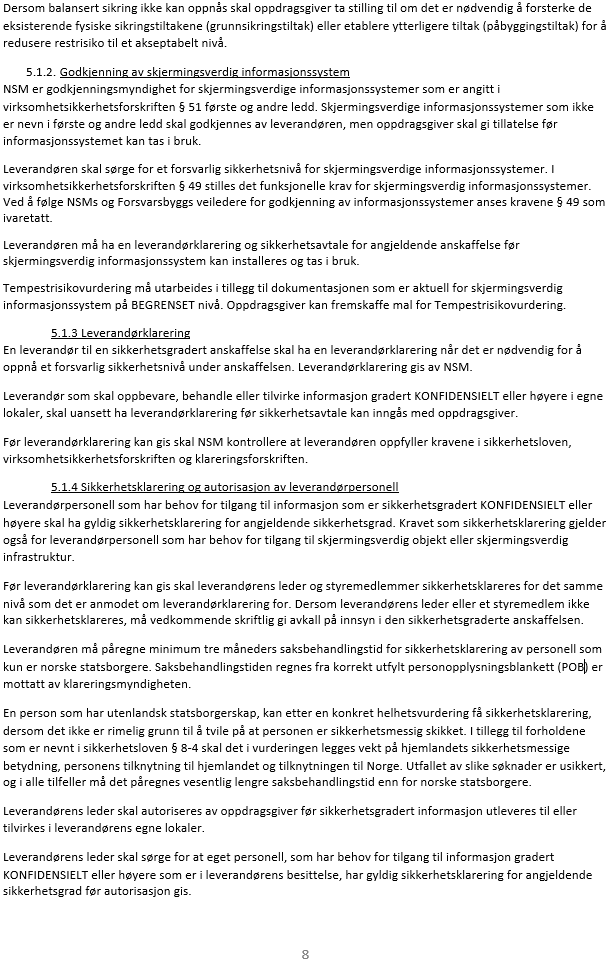 Dersom balansert sikring ikke kan oppnås skal oppdragsgiver ta stilling til om det er nødvendig å forsterke de
eksisterende fysiske sikringstiltakene (grunnsikringstiltak) eller etablere ytterligere tiltak (påbyggingstiltak) for å
redusere restrisiko til et akseptabelt nivå.
5.1.2. Godkjenning av skjermingsverdig informasjonssystem
NSM er godkjenningsmyndighet for skjermingsverdige informasjonssystemer som er angitt i
virksomhetsikkerhetsforskriften § 51 første og andre ledd. Skjermingsverdige informasjonssystemer som ikke
er nevn i første og andre ledd skal godkjennes av leverandøren, men oppdragsgiver skal gi tillatelse før
informasjonssystemet kan tas i bruk.
Leverandøren skal sørge for et forsvarlig sikkerhetsnivå for skjermingsverdige informasjonssystemer. I
virksomhetsikkerhetsforskriften § 49 stilles det funksjonelle krav for skjermingsverdig informasjonssystemer.
Ved å følge NSMs og Forsvarsbyggs veiledere for godkjenning av informasjonssystemer anses kravene § 49 som
ivaretatt.
Leverandøren må ha en leverandørklarering og sikkerhetsavtale for angjeldende anskaffelse før
skjermingsverdig informasjonssystem kan installeres og tas i bruk.
Tempestrisikovurdering må utarbeides i tillegg til dokumentasjonen som er aktuell for skjermingsverdig
informasjonssystem på BEGRENSET nivå. Oppdragsgiver kan fremskaffe mal for Tempestrisikovurdering.
5.1.3 Leverandørklarering
En leverandør til en sikkerhetsgradert anskaffelse skal ha en leverandørklarering når det er nødvendig for å
oppnå et forsvarlig sikkerhetsnivå under anskaffelsen. Leverandørklarering gis av NSM.
Leverandør som skal oppbevare, behandle eller tilvirke informasjon gradert KONFIDENSIELT eller høyere i egne
lokaler, skal uansett ha leverandørklarering før sikkerhetsavtale kan inngås med oppdragsgiver.
Før leverandørklarering kan gis skal NSM kontrollere at leverandøren oppfyller kravene i sikkerhetsloven,
virksomhetsikkerhetsforskriften og klareringsforskriften.
5.1.4 Sikkerhetsklarering og autorisasjon av leverandørpersonell
Leverandørpersonell som har behov for tilgang til informasjon som er sikkerhetsgradert KONFIDENSIELT eller
høyere skal ha gyldig sikkerhetsklarering for angjeldende sikkerhetsgrad. Kravet som sikkerhetsklarering gjelder
også for leverandørpersonell som har behov for tilgang til skjermingsverdig objekt eller skjermingsverdig
infrastruktur.
Før leverandørklarering kan gis skal leverandørens leder og styremedlemmer sikkerhetsklareres for det samme
nivå som det er anmodet om leverandørklarering for. Dersom leverandørens leder eller et styremedlem ikke
kan sikkerhetsklareres, må vedkommende skriftlig gi avkall på innsyn i den sikkerhetsgraderte anskaffelsen.
Leverandøren må påregne minimum tre måneders saksbehandlingstid for sikkerhetsklarering av personell som
kun er norske statsborgere. Saksbehandlingstiden regnes fra korrekt utfylt personopplysningsblankett (POB) er
mottatt av klareringsmyndigheten.
En person som har utenlandsk statsborgerskap, kan etter en konkret helhetsvurdering få sikkerhetsklarering,
dersom det ikke er rimelig grunn til å tvile på at personen er sikkerhetsmessig skikket. I tillegg til forholdene
som er nevnt i sikkerhetsloven § 8-4 skal det i vurderingen legges vekt på hjemlandets sikkerhetsmessige
betydning, personens tilknytning til hjemlandet og tilknytningen til Norge. Utfallet av slike søknader er usikkert,
og i alle tilfeller må det påregnes vesentlig lengre saksbehandlingstid enn for norske statsborgere.
Leverandørens leder skal autoriseres av oppdragsgiver før sikkerhetsgradert informasjon utleveres til eller
tilvirkes i leverandørens egne lokaler.
Leverandørens leder skal sørge for at eget personell, som har behov for tilgang til informasjon gradert
KONFIDENSIELT eller høyere som er i leverandørens besittelse, har gyldig sikkerhetsklarering for angjeldende
sikkerhetsgrad før autorisasjon gis.
8